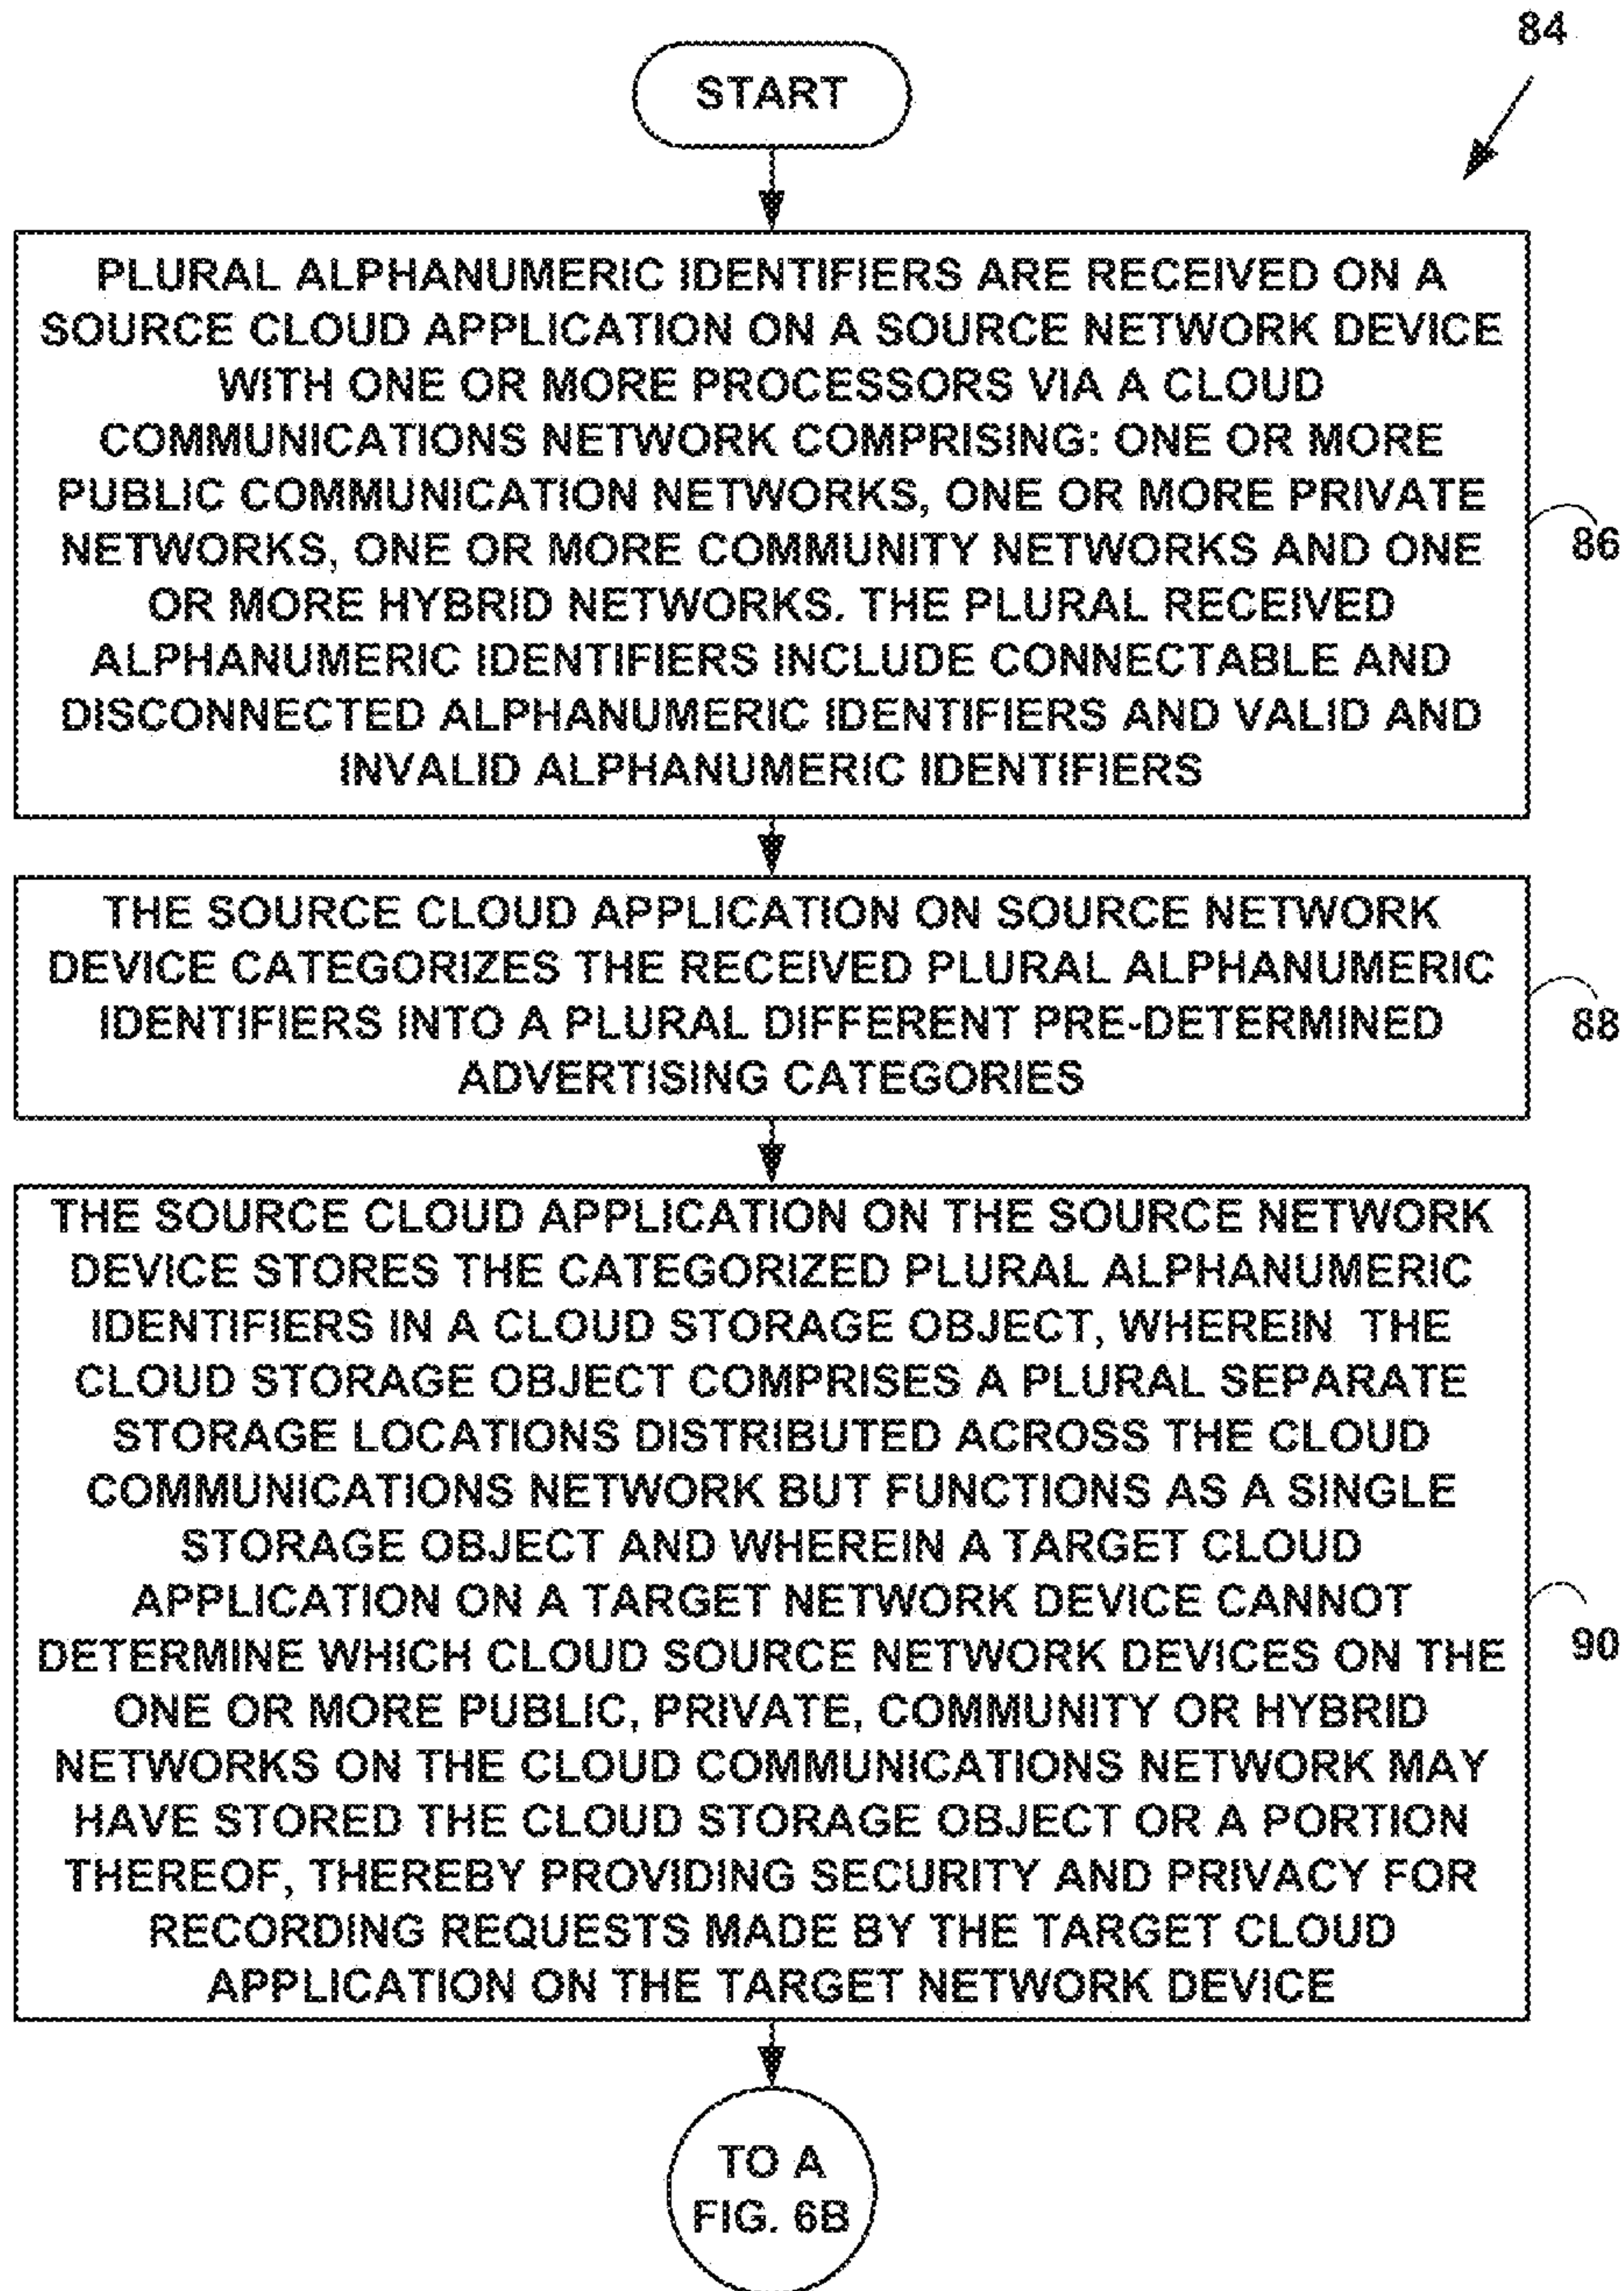 84
START
PLURAL ALPHANUMERIC IDENTIFIERS ARE RECEIVED ON A
SOURCE CLOUD APPLICATION ON A SOURCE NETWORK DEVICE
WITH ONE OR MORE PROCESSORS VIA A CLOUD
COMMUNICATIONS NETWORK COMPRISING: ONE OR MORE
PUBLIC COMMUNICATION NETWORKS, ONE OR MORE PRIVATE
NETWORKS, ONE OR MORE COMMUNITY NETWORKS AND ONE
OR MORE HYBRID NETWORKS. THE PLURAL RECEIVED
ALPHANUMERIC IDENTIFIERS INCLUDE CONNECTABLE AND
DISCONNECTED ALPHANUMERIC IDENTIFIERS AND VALID AND
INVALID ALPHANUMERIC IDENTIFIERS
86
THE SOURCE CLOUD APPLICATION ON SOURCE NETWORK
DEVICE CATEGORIZES THE RECEIVED PLURAL ALPHANUMERIC
IDENTIFIERS INTO A PLURAL DIFFERENT PRE-DETERMINED
ADVERTISING CATEGORIES
88
THE SOURCE CLOUD APPLICATION ON THE SOURCE NETWORK
DEVICE STORES THE CATEGORIZED PLURAL ALPHANUMERIC
IDENTIFIERS IN A CLOUD STORAGE OBJECT, WHEREIN THE
CLOUD STORAGE OBJECT COMPRISES A PLURAL SEPARATE
STORAGE LOCATIONS DISTRIBUTED ACROSS THE CLOUD
COMMUNICATIONS NETWORK BUT FUNCTIONS AS A SINGLE
STORAGE OBJECT AND WHEREIN A TARGET CLOUD
APPLICATION ON A TARGET NETWORK DEVICE CANNOT
DETERMINE WHICH CLOUD SOURCE NETWORK DEVICES ON THE
ONE OR MORE PUBLIC, PRIVATE, COMMUNITY OR HYBRID
NETWORKS ON THE CLOUD COMMUNICATIONS NETWORK MAY
HAVE STORED THE CLOUD STORAGE OBJECT OR A PORTION
THEREOF, THEREBY PROVIDING SECURITY AND PRIVACY FOR
RECORDING REQUESTS MADE BY THE TARGET CLOUD
APPLICATION ON THE TARGET NETWORK DEVICE
90
TO A
FIG. 6B